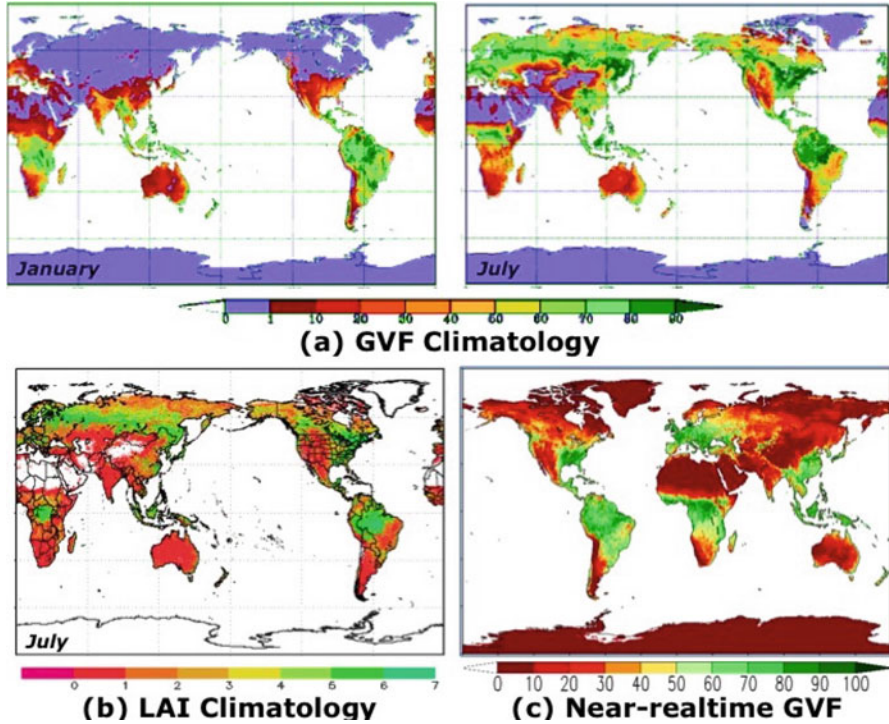 January
July
0 1 10 20 30 40 50 60 70 80 90
(a) GVF Climatology
July
0 1 2 3 4 5 6 7
0 10 20 30 40 50 60 70 80 90 100
(b) LAI Climatology
(c) Near-realtime GVF